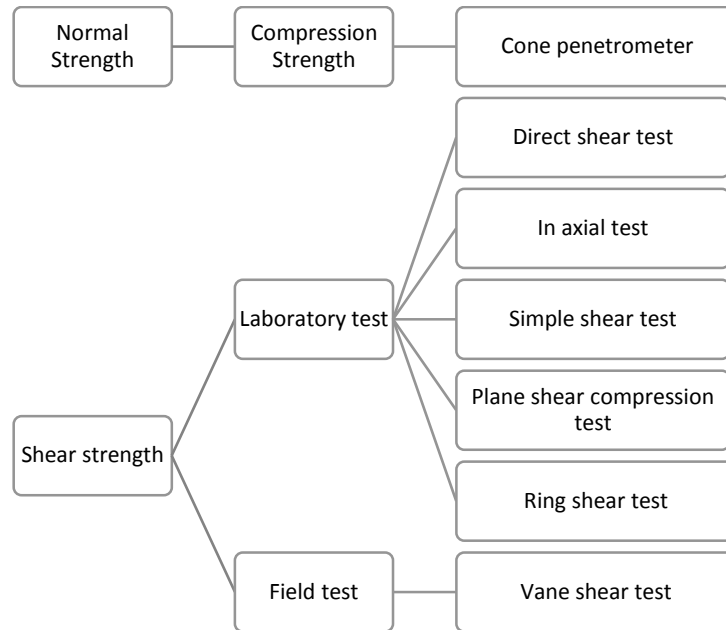 Normal
Strength
Compression
Strength
Cone penetrometer
Direct shear test
In axial test
Laboratory test
Simple shear test
Plane shear compression
test
Shear strength
Ring shear test
Field test
Vane shear test